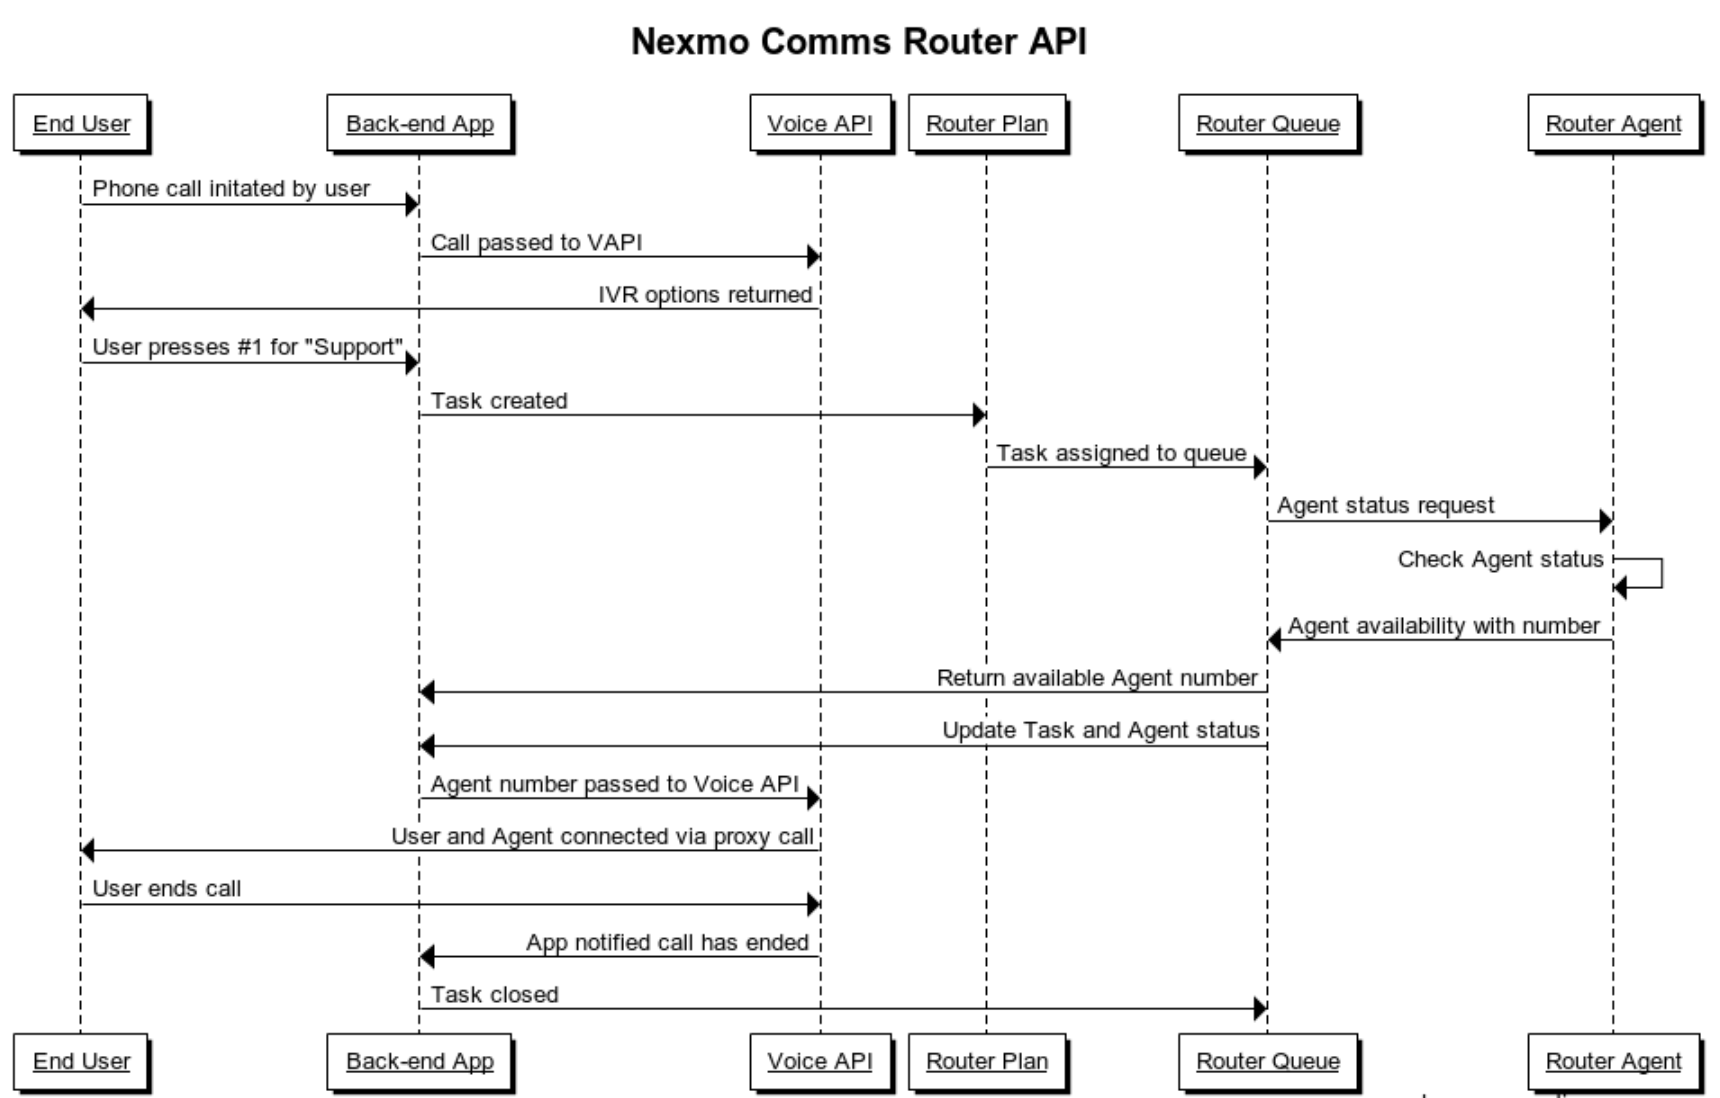 Nexmo Comms Router API
End User Back-end App Voice API Router Plan Router Queue Router Agent
Phone call initated by user
Call passed to VAPI
IVR options returned
User presses #1 for "Support"
Task created
Task assigned to queue
Agent status request
Check Agent status
Agent availability with number
Return available Agent number
Update Task and Agent status
Agent number passed to Voice API
User and Agent connected via proxy call
User ends call
App notified call has ended
Task closed
End User Back-end App Voice API Router Plan Router Queue Router Agent